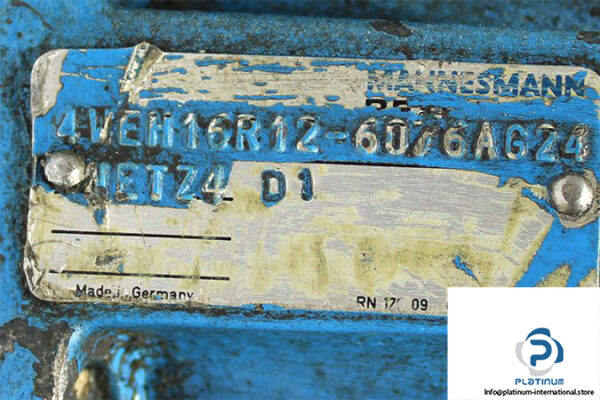 MANNESMANN
4WEH16R12-60/6AG24
NETZ4 D1
Made in Germany
RN 17 09
PLATINUM
Info@platinum-international.store